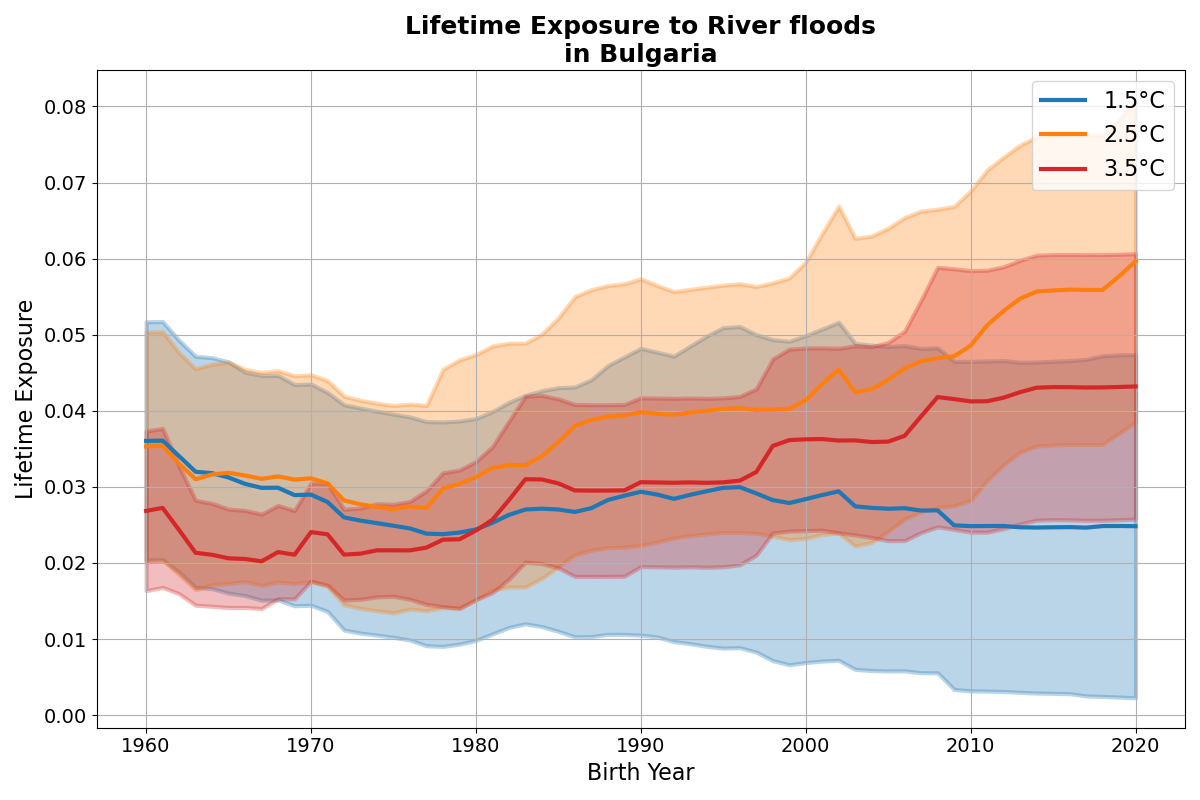 Lifetime Exposure to River floods
in Bulgaria
1.5°C
2.5°C
3.5°C
Lifetime Exposure
0.08
0.07
0.06
0.05
0.04
0.03
0.02
0.01
0.00
1960 1970 1980 1990 2000 2010 2020
Birth Year